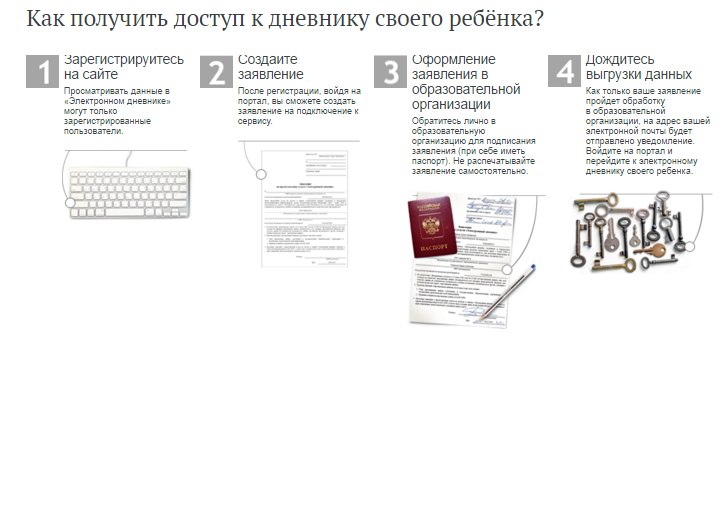 Как получить доступ к дневнику своего ребёнка?
1
Зарегистрируйтесь
на сайте
Просматривать данные в
«Электронном дневнике»
могут только
зарегистрированные
пользователи.
2
Создайте
заявление
После регистрации, войдя на
портал, вы сможете создать
заявление на подключение к
сервису.
3
Оформление
заявления в
образовательной
организации
Обратитесь лично в
образовательную
организацию для подписания
заявления (при себе иметь
паспорт). Не распечатывайте
заявление самостоятельно.
ПАСПОРТ
4
Дождитесь
выгрузки данных
Как только ваше заявление
пройдет обработку
в образовательной
организации, на адрес вашей
электронной почты будет
отправлено уведомление.
Войдите на портал и
перейдите к электронному
дневнику своего ребенка.